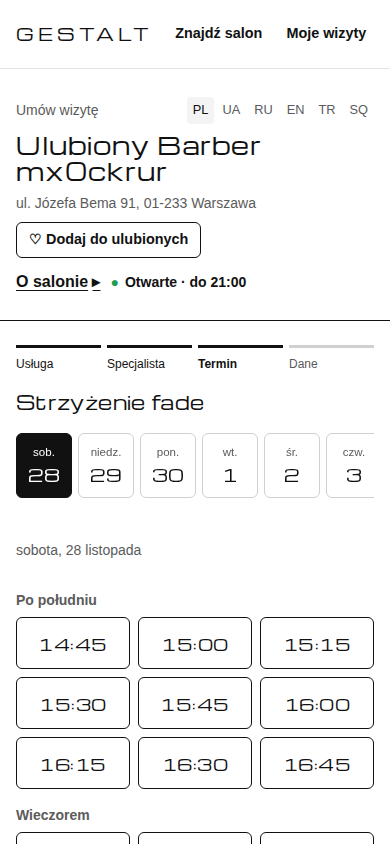 GESTALT Znajdź salon Moje wizyty
Umów wizytę PL UA RU EN TR SQ
Ulubiony Barber
mxOckrur
ul. Józefa Bema 91, 01-233 Warszawa
♡ Dodaj do ulubionych
O salonie ▸ ● Otwarte · do 21:00
Usługa Specjalista Termin Dane
Strzyżenie fade
sob. niedz. pon. wt. śr. czw.
28 29 30 1 2 3
sobota, 28 listopada
Po południu
14:45 15:00 15:15
15:30 15:45 16:00
16:15 16:30 16:45
Wieczorem